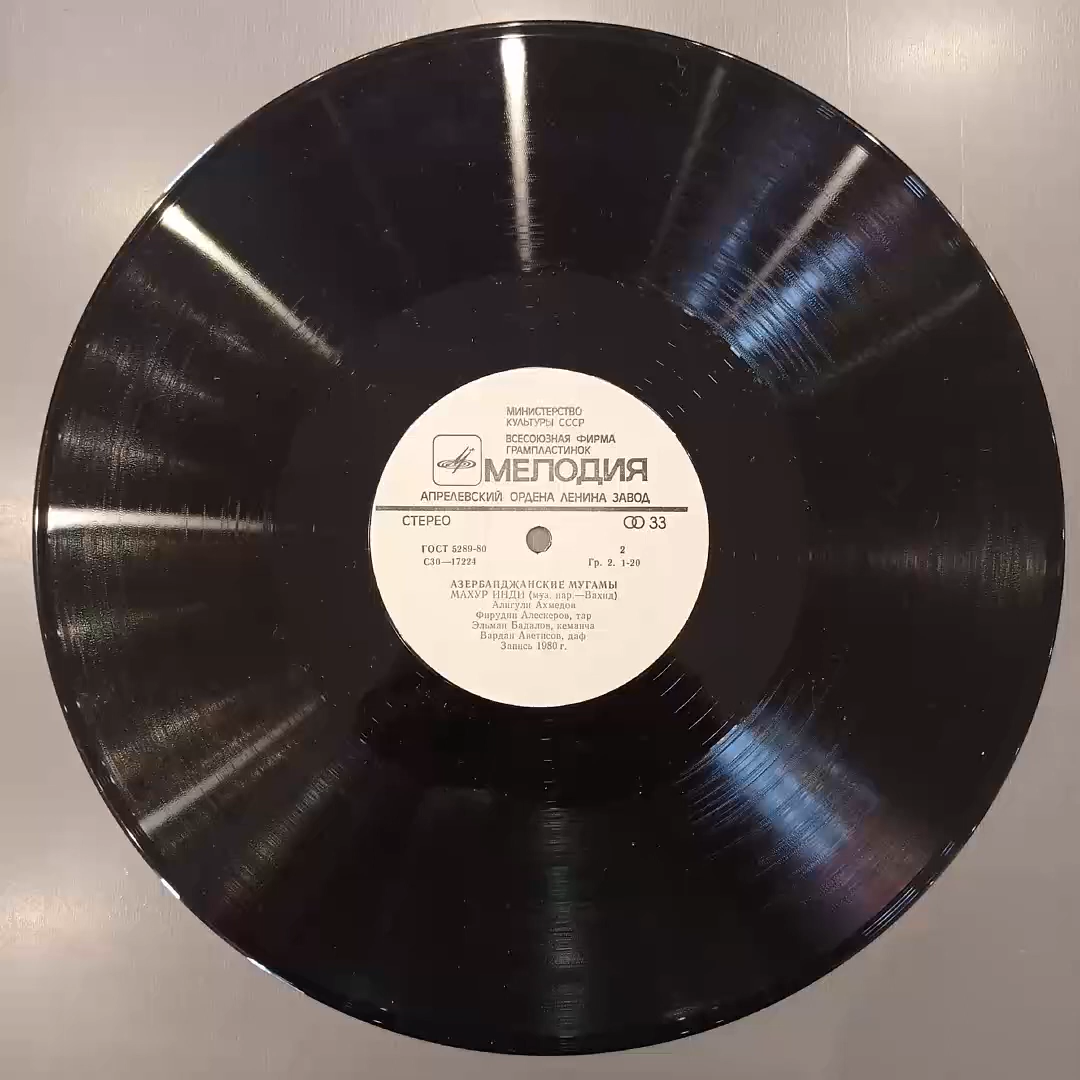 МИНИСТЕРСТВО
КУЛЬТУРЫ СССР
ВСЕСОЮЗНАЯ ФИРМА
ГРАМПЛАСТИНОК
МЕЛОДИЯ
АПРЕЛЕВСКИЙ ОРДЕНА ЛЕНИНА ЗАВОД
СТЕРЕО 33
ГОСТ 5289-80 2
С30—17224 Гр. 2. 1-20
АЗЕРБАЙДЖАНСКИЕ МУГАМЫ
МАХУР ИНДИ (муз. нар.—Вахид)
Алигули Ахмедов
Фирудин Алескеров, тар
Эльман Бадалов, кеманча
Вардан Аветисов, даф
Запись 1980 г.